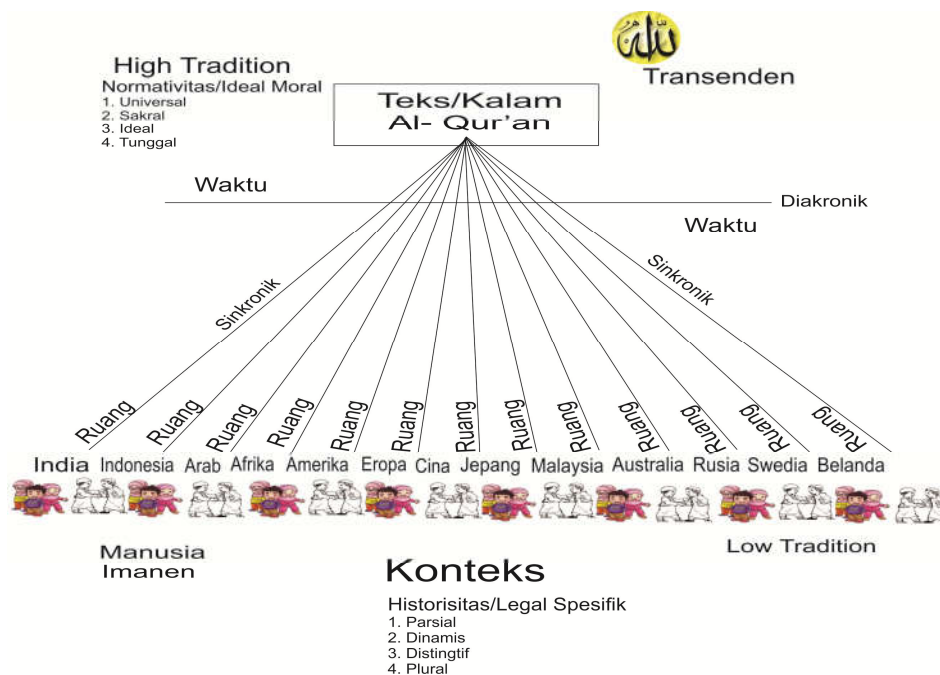 الله
High Tradition
Transenden
Normativitas/Ideal Moral
1. Universal
2. Sakral
3. Ideal
4. Tunggal
Teks/Kalam
Al- Qur'an
Waktu
Diakronik
Waktu
Sinkronik
Sinkronik
Ruang
Ruang
Ruang
Ruang
Ruang
Ruang
Ruang
Ruang
Ruang
Ruang
Ruang
Ruang
Ruang
India Indonesia Arab Afrika Amerika Eropa Cina Jepang Malaysia Australia Rusia Swedia Belanda
Manusia
Imanen
Low Tradition
Konteks
Historisitas/Legal Spesifik
1. Parsial
2. Dinamis
3. Distingtif
4. Plural